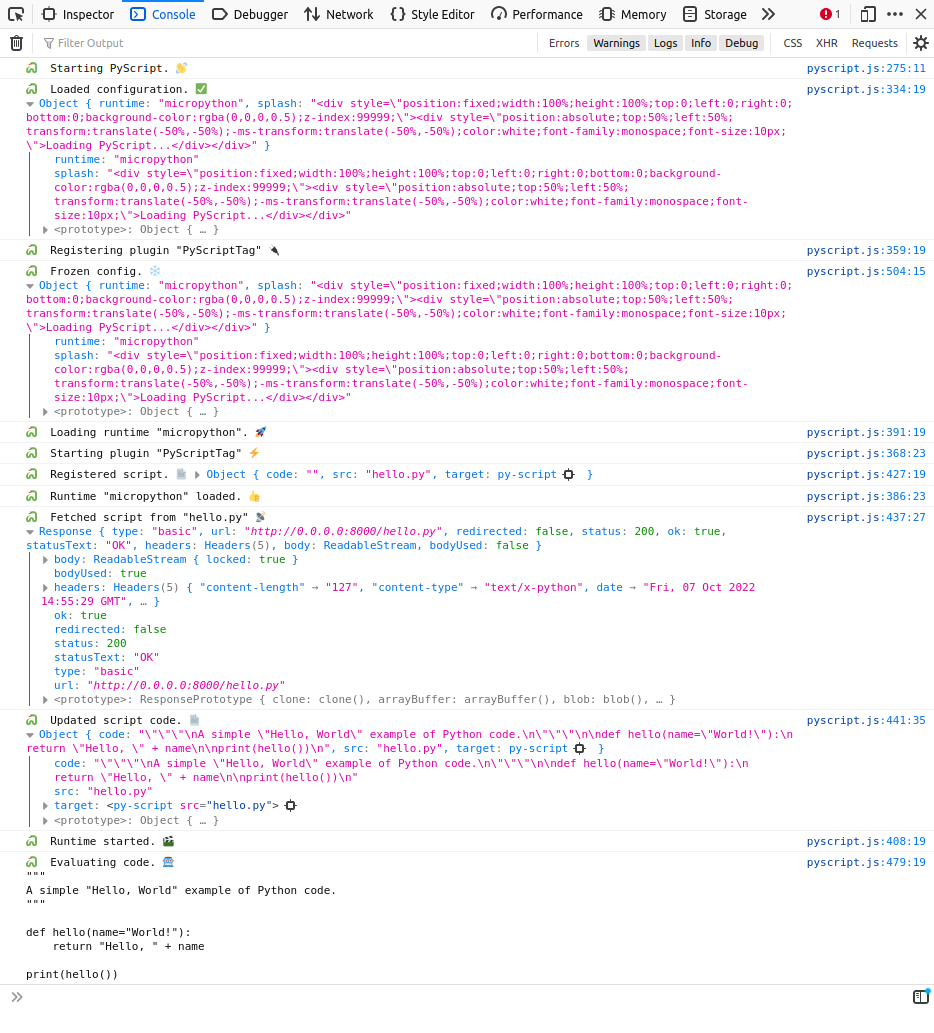 Inspector Console Debugger Network Style Editor Performance Memory Storage 1
Filter Output Errors Warnings Logs Info Debug CSS XHR Requests
Starting PyScript. 👋 pyscript.js:275:11
Loaded configuration. ✅ pyscript.js:334:19
Object { runtime: "micropython", splash: "<div style=\"position:fixed;width:100%;height:100%;top:0;left:0;right:0;
bottom:0;background-color:rgba(0,0,0,0.5);z-index:99999;\"><div style=\"position:absolute;top:50%;left:50%;
transform:translate(-50%,-50%);-ms-transform:translate(-50%,-50%);color:white;font-family:monospace;font-size:10px;
\">Loading PyScript...</div></div>" }
runtime: "micropython"
splash: "<div style=\"position:fixed;width:100%;height:100%;top:0;left:0;right:0;bottom:0;background-
color:rgba(0,0,0,0.5);z-index:99999;\"><div style=\"position:absolute;top:50%;left:50%;
transform:translate(-50%,-50%);-ms-transform:translate(-50%,-50%);color:white;font-family:monospace;font-
size:10px;\">Loading PyScript...</div></div>"
<prototype>: Object { … }
Registering plugin "PyScriptTag" 🔌 pyscript.js:359:19
Frozen config. ❄️ pyscript.js:504:15
Object { runtime: "micropython", splash: "<div style=\"position:fixed;width:100%;height:100%;top:0;left:0;right:0;
bottom:0;background-color:rgba(0,0,0,0.5);z-index:99999;\"><div style=\"position:absolute;top:50%;left:50%;
transform:translate(-50%,-50%);-ms-transform:translate(-50%,-50%);color:white;font-family:monospace;font-size:10px;
\">Loading PyScript...</div></div>" }
runtime: "micropython"
splash: "<div style=\"position:fixed;width:100%;height:100%;top:0;left:0;right:0;bottom:0;background-
color:rgba(0,0,0,0.5);z-index:99999;\"><div style=\"position:absolute;top:50%;left:50%;
transform:translate(-50%,-50%);-ms-transform:translate(-50%,-50%);color:white;font-family:monospace;font-
size:10px;\">Loading PyScript...</div></div>"
<prototype>: Object { … }
Loading runtime "micropython". 🚀 pyscript.js:391:19
Starting plugin "PyScriptTag" ⚡ pyscript.js:368:23
Registered script. 📄 Object { code: "", src: "hello.py", target: py-script } pyscript.js:427:19
Runtime "micropython" loaded. 👍 pyscript.js:386:23
Fetched script from "hello.py" 📡 pyscript.js:437:27
Response { type: "basic", url: "http://0.0.0.0:8000/hello.py", redirected: false, status: 200, ok: true,
statusText: "OK", headers: Headers(5), body: ReadableStream, bodyUsed: false }
body: ReadableStream { locked: true }
bodyUsed: true
headers: Headers(5) { "content-length" → "127", "content-type" → "text/x-python", date → "Fri, 07 Oct 2022
14:55:29 GMT", … }
ok: true
redirected: false
status: 200
statusText: "OK"
type: "basic"
url: "http://0.0.0.0:8000/hello.py"
<prototype>: ResponsePrototype { clone: clone(), arrayBuffer: arrayBuffer(), blob: blob(), … }
Updated script code. 📄 pyscript.js:441:35
Object { code: "\"\"\"\nA simple \"Hello, World\" example of Python code.\n\"\"\"\n\ndef hello(name=\"World!\"):\n
return \"Hello, \" + name\n\nprint(hello())\n", src: "hello.py", target: py-script }
code: "\"\"\"\nA simple \"Hello, World\" example of Python code.\n\"\"\"\n\ndef hello(name=\"World!\"):\n
return \"Hello, \" + name\n\nprint(hello())\n"
src: "hello.py"
target: <py-script src="hello.py">
<prototype>: Object { … }
Runtime started. 🎬 pyscript.js:408:19
Evaluating code. pyscript.js:479:19
"""
A simple "Hello, World" example of Python code.
"""
def hello(name="World!"):
    return "Hello, " + name
print(hello())